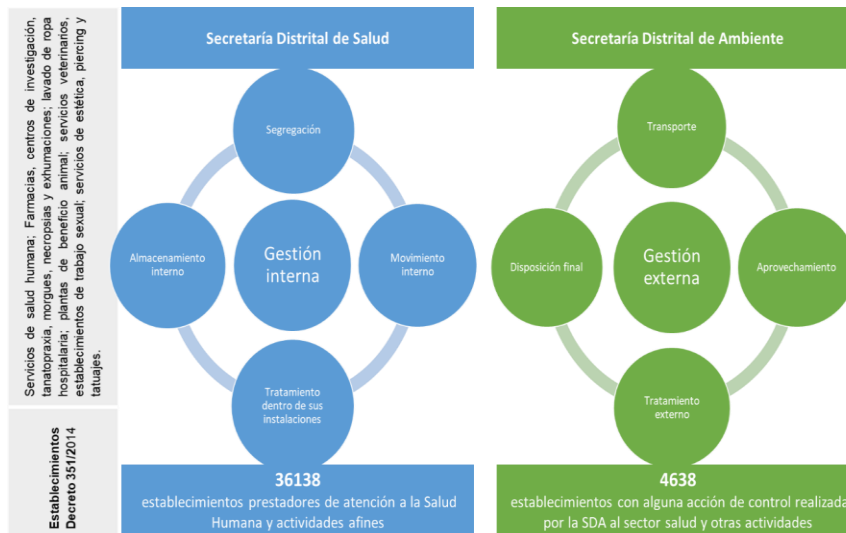 Servicios de salud humana; Farmacias, centros de investigación,
tanatopraxia, morgues, necropsias y exhumaciones; lavado de ropa
hospitalaria; plantas de beneficio animal; servicios veterinarios,
establecimientos de trabajo sexual; servicios de estética, piercing y
tatuajes.
Establecimientos
Decreto 351/2014
Secretaría Distrital de Salud
Segregación
Almacenamiento
interno
Gestión
interna
Movimiento
interno
Tratamiento
dentro de sus
instalaciones
36138
establecimientos prestadores de atención a la Salud
Humana y actividades afines
Secretaría Distrital de Ambiente
Transporte
Disposición final
Gestión
externa
Aprovechamiento
Tratamiento
externo
4638
establecimientos con alguna acción de control realizada
por la SDA al sector salud y otras actividades